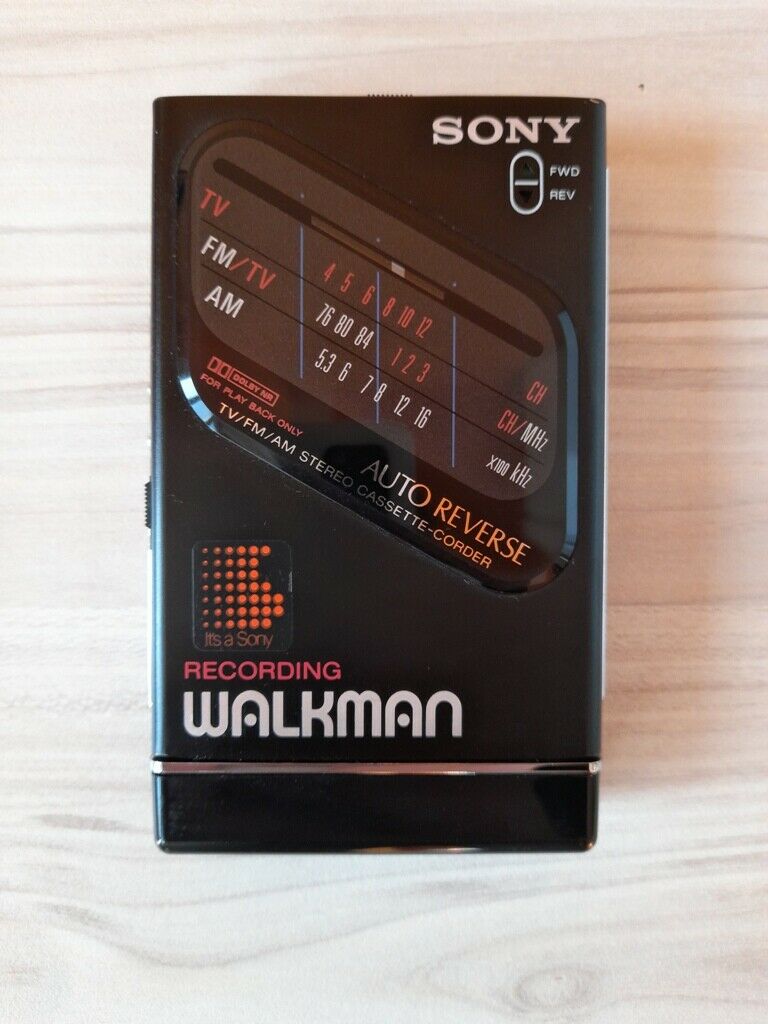 SONY
FWD
REV
TV
4 5 6 8 10 12
CH
FM/TV
76 80 84 1 2 3
CH/MHz
AM
5.3 6 7 8 12 16
X100 kHz
DOLBY NR
FOR PLAY BACK ONLY
TV/FM/AM STEREO CASSETTE-CORDER
AUTO REVERSE
It's a Sony
RECORDING
WALKMAN